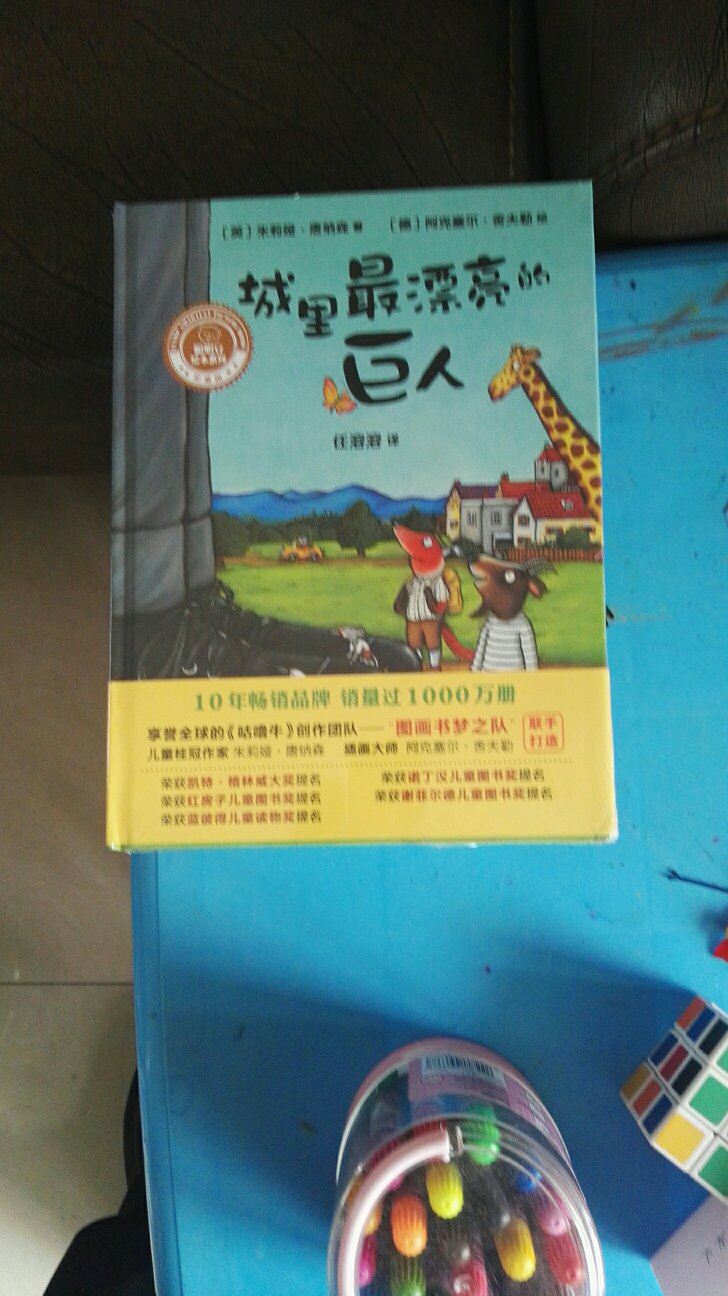 [英]朱莉娅·唐纳森 著 [德]阿克塞尔·舍夫勒 绘
城里最漂亮的
巨人
任溶溶 译
10年畅销品牌 销量过1000万册
享誉全球的《咕噜牛》创作团队——"图画书梦之队"
联手
打造
儿童桂冠作家 朱莉娅·唐纳森 插画大师 阿克塞尔·舍夫勒
荣获凯特·格林威大奖提名
荣获诺丁汉儿童图书奖提名
荣获红房子儿童图书奖提名
荣获谢菲尔德儿童图书奖提名
荣获蓝彼得儿童读物奖提名